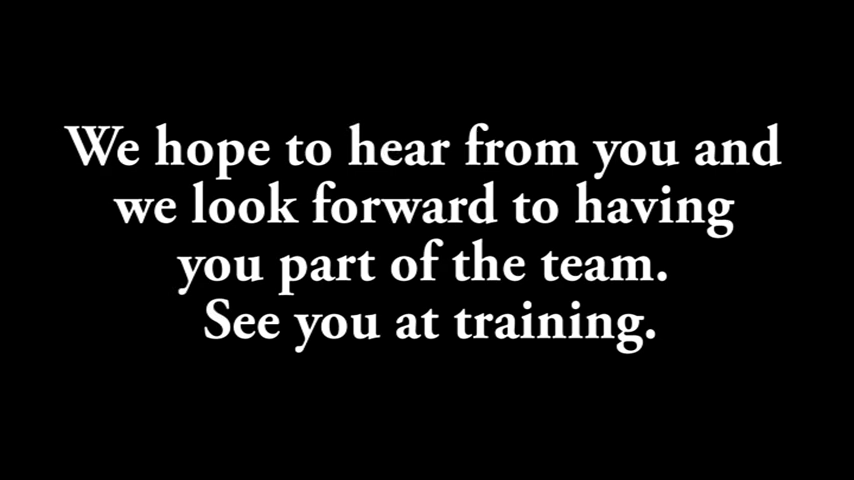 We hope to hear from you and
we look forward to having
you part of the team.
See you at training.